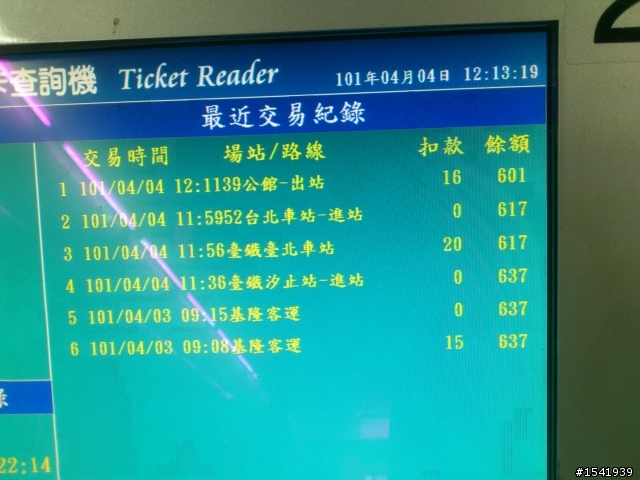 卡查詢機 Ticket Reader 101年04月04日 12:13:19
最近交易紀錄
交易時間 場站/路線 扣款 餘額
1 101/04/04 12:1139公館-出站 16 601
2 101/04/04 11:5952台北車站-進站 0 617
3 101/04/04 11:56臺鐵臺北車站 20 617
4 101/04/04 11:36臺鐵汐止站-進站 0 637
5 101/04/03 09:15基隆客運 0 637
6 101/04/03 09:08基隆客運 15 637
錄
22:14
#1541939